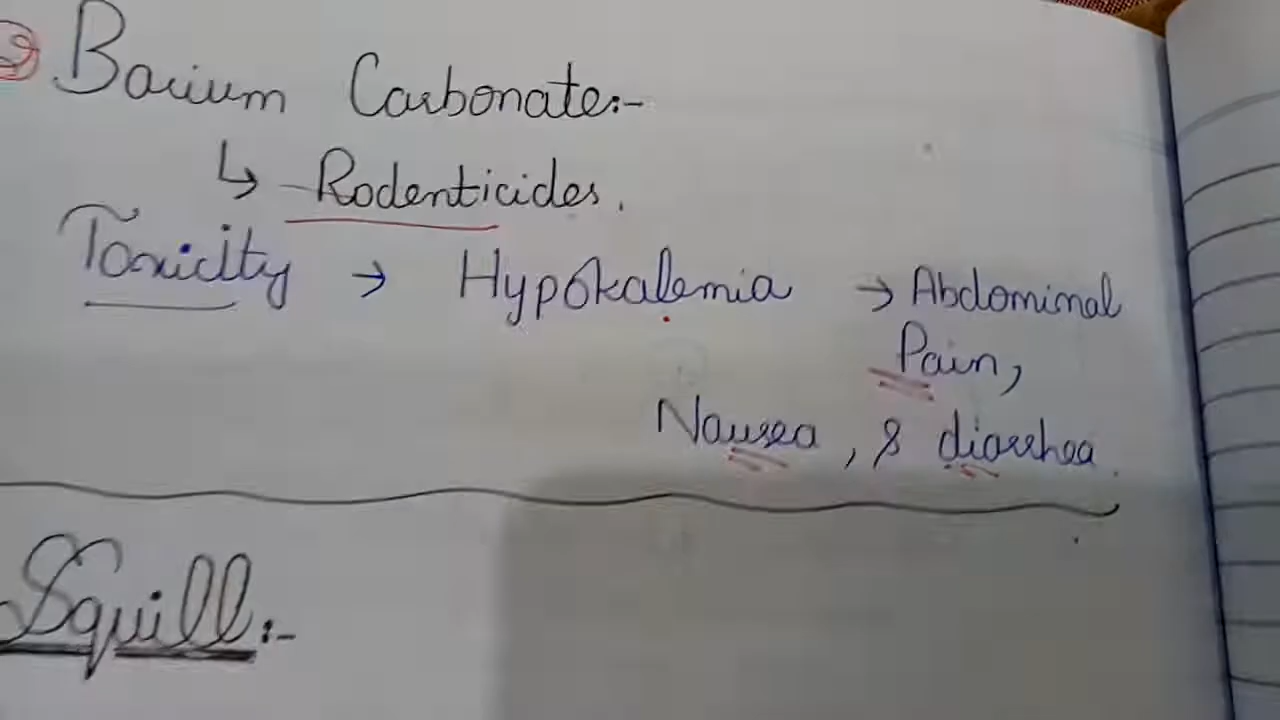 Barium Carbonate:-
↳ Rodenticides.
Toxicity → Hypokalemia → Abdominal
Pain,
Nausea, & diarrhea.
Squill:-